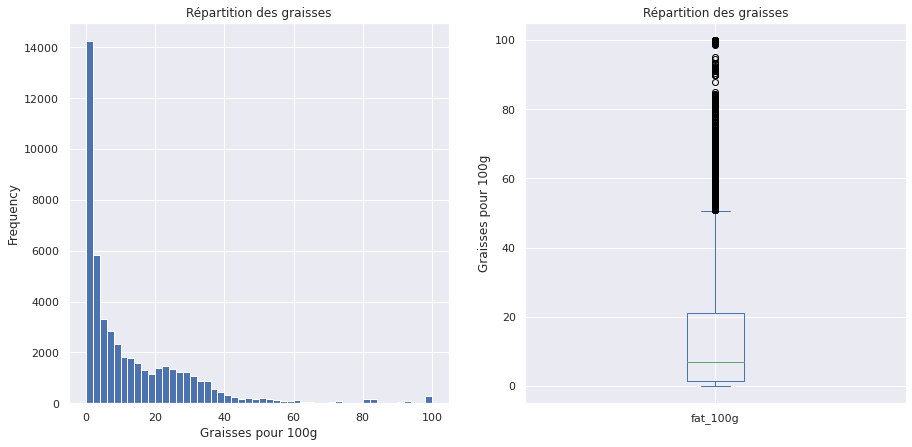 Répartition des graisses
14000
12000
10000
8000
6000
4000
2000
0
Frequency
0 20 40 60 80 100
Graisses pour 100g
Répartition des graisses
100
80
60
40
20
0
Graisses pour 100g
fat_100g